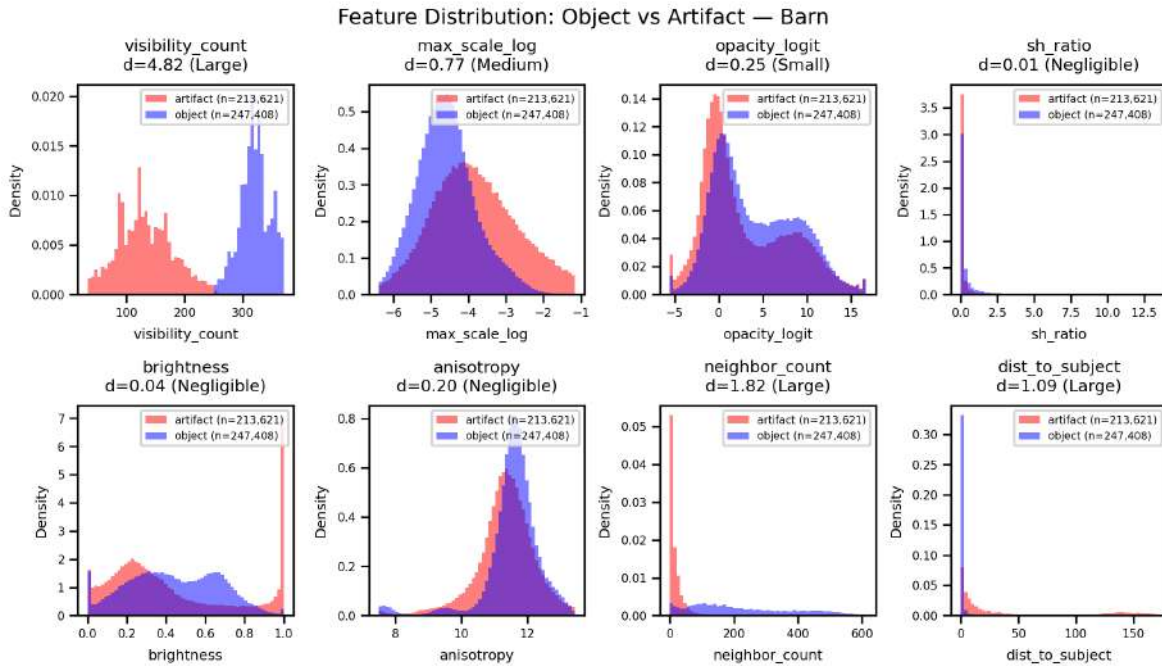 Feature Distribution: Object vs Artifact — Barn
visibility_count
d=4.82 (Large)
0.020
0.015
0.010
0.005
0.000
Density
artifact (n=213,621)
object (n=247,408)
100
200
300
visibility_count
max_scale_log
d=0.77 (Medium)
0.5
0.4
0.3
0.2
0.1
0.0
Density
artifact (n=213,621)
object (n=247,408)
−6
−5
−4
−3
−2
−1
max_scale_log
opacity_logit
d=0.25 (Small)
0.14
0.12
0.10
0.08
0.06
0.04
0.02
0.00
Density
artifact (n=213,621)
object (n=247,408)
−5
0
5
10
15
opacity_logit
sh_ratio
d=0.01 (Negligible)
3.5
3.0
2.5
2.0
1.5
1.0
0.5
0.0
Density
artifact (n=213,621)
object (n=247,408)
0.0
2.5
5.0
7.5
10.0
12.5
sh_ratio
brightness
d=0.04 (Negligible)
7
6
5
4
3
2
1
0
Density
artifact (n=213,621)
object (n=247,408)
0.0
0.2
0.4
0.6
0.8
1.0
brightness
anisotropy
d=0.20 (Negligible)
0.8
0.6
0.4
0.2
0.0
Density
artifact (n=213,621)
object (n=247,408)
8
10
12
anisotropy
neighbor_count
d=1.82 (Large)
0.05
0.04
0.03
0.02
0.01
0.00
Density
artifact (n=213,621)
object (n=247,408)
0
200
400
600
neighbor_count
dist_to_subject
d=1.09 (Large)
0.30
0.25
0.20
0.15
0.10
0.05
0.00
Density
artifact (n=213,621)
object (n=247,408)
0
50
100
150
dist_to_subject